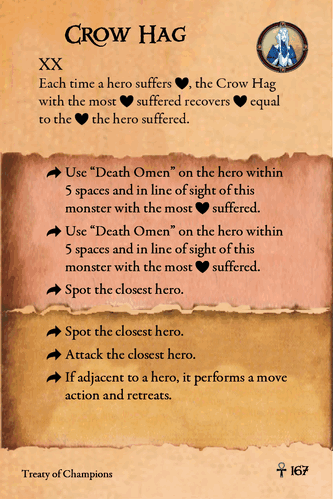 Crow Hag
XX
Each time a hero suffers ♥, the Crow Hag
with the most ♥ suffered recovers ♥ equal
to the ♥ the hero suffered.
Use “Death Omen” on the hero within
5 spaces and in line of sight of this
monster with the most ♥ suffered.
Use “Death Omen” on the hero within
5 spaces and in line of sight of this
monster with the most ♥ suffered.
Spot the closest hero.
Spot the closest hero.
Attack the closest hero.
If adjacent to a hero, it performs a move
action and retreats.
Treaty of Champions
☥ 167